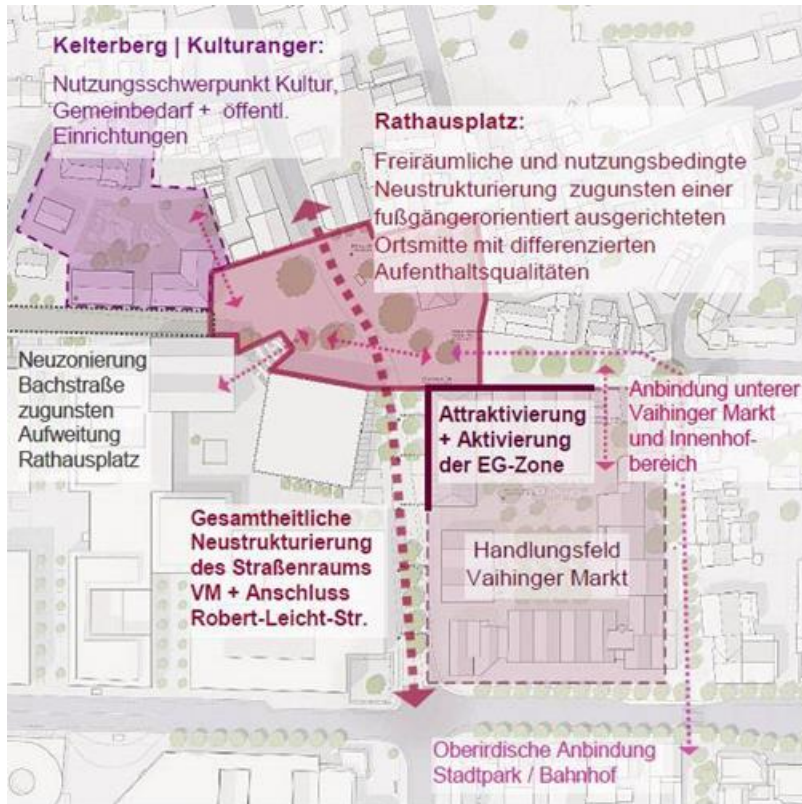 Kelterberg | Kulturanger:
Nutzungsschwerpunkt Kultur,
Gemeinbedarf + öffentl.
Einrichtungen
Rathausplatz:
Freiräumliche und nutzungsbedingte
Neustrukturierung zugunsten einer
fußgängerorientiert ausgerichteten
Ortsmitte mit differenzierten
Aufenthaltsqualitäten
Neuzonierung
Bachstraße
zugunsten
Aufweitung
Rathausplatz
Attraktivierung
+ Aktivierung
der EG-Zone
Anbindung unterer
Vaihinger Markt
und Innenhof-
bereich
Gesamtheitliche
Neustrukturierung
des Straßenraums
VM + Anschluss
Robert-Leicht-Str.
Handlungsfeld
Vaihinger Markt
Oberirdische Anbindung
Stadtpark / Bahnhof